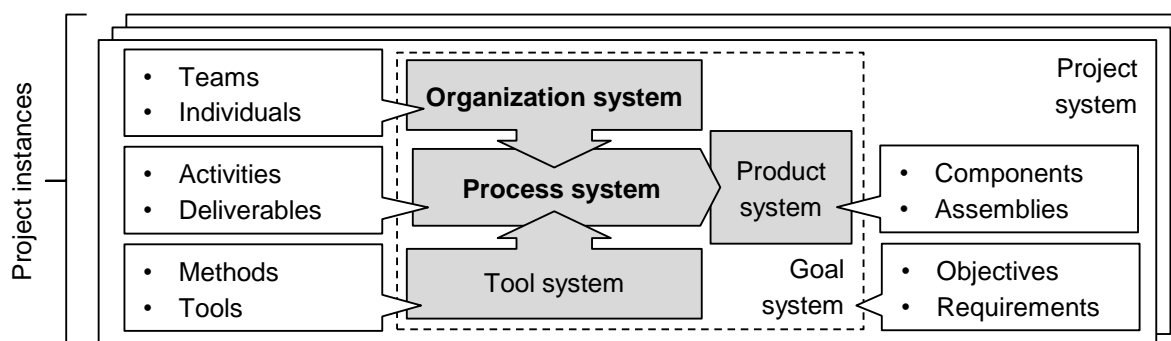 Project instances
• Teams
• Individuals
• Activities
• Deliverables
• Methods
• Tools
Organization system
Process system
Tool system
Product
system
Goal
system
Project
system
• Components
• Assemblies
• Objectives
• Requirements